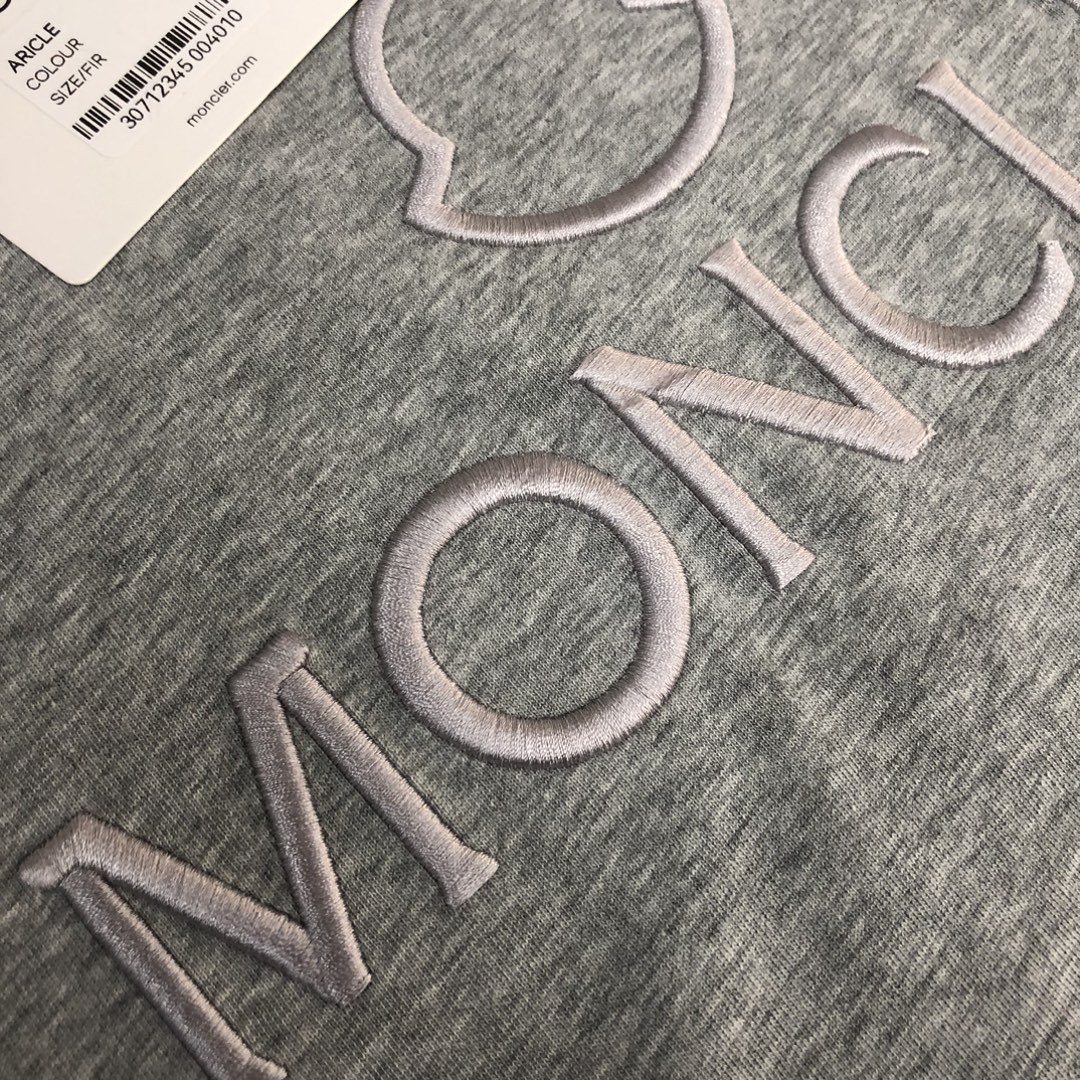 ARICLE
COLOUR
SIZE/FIR
30712345 004010
moncler.com
MONCL